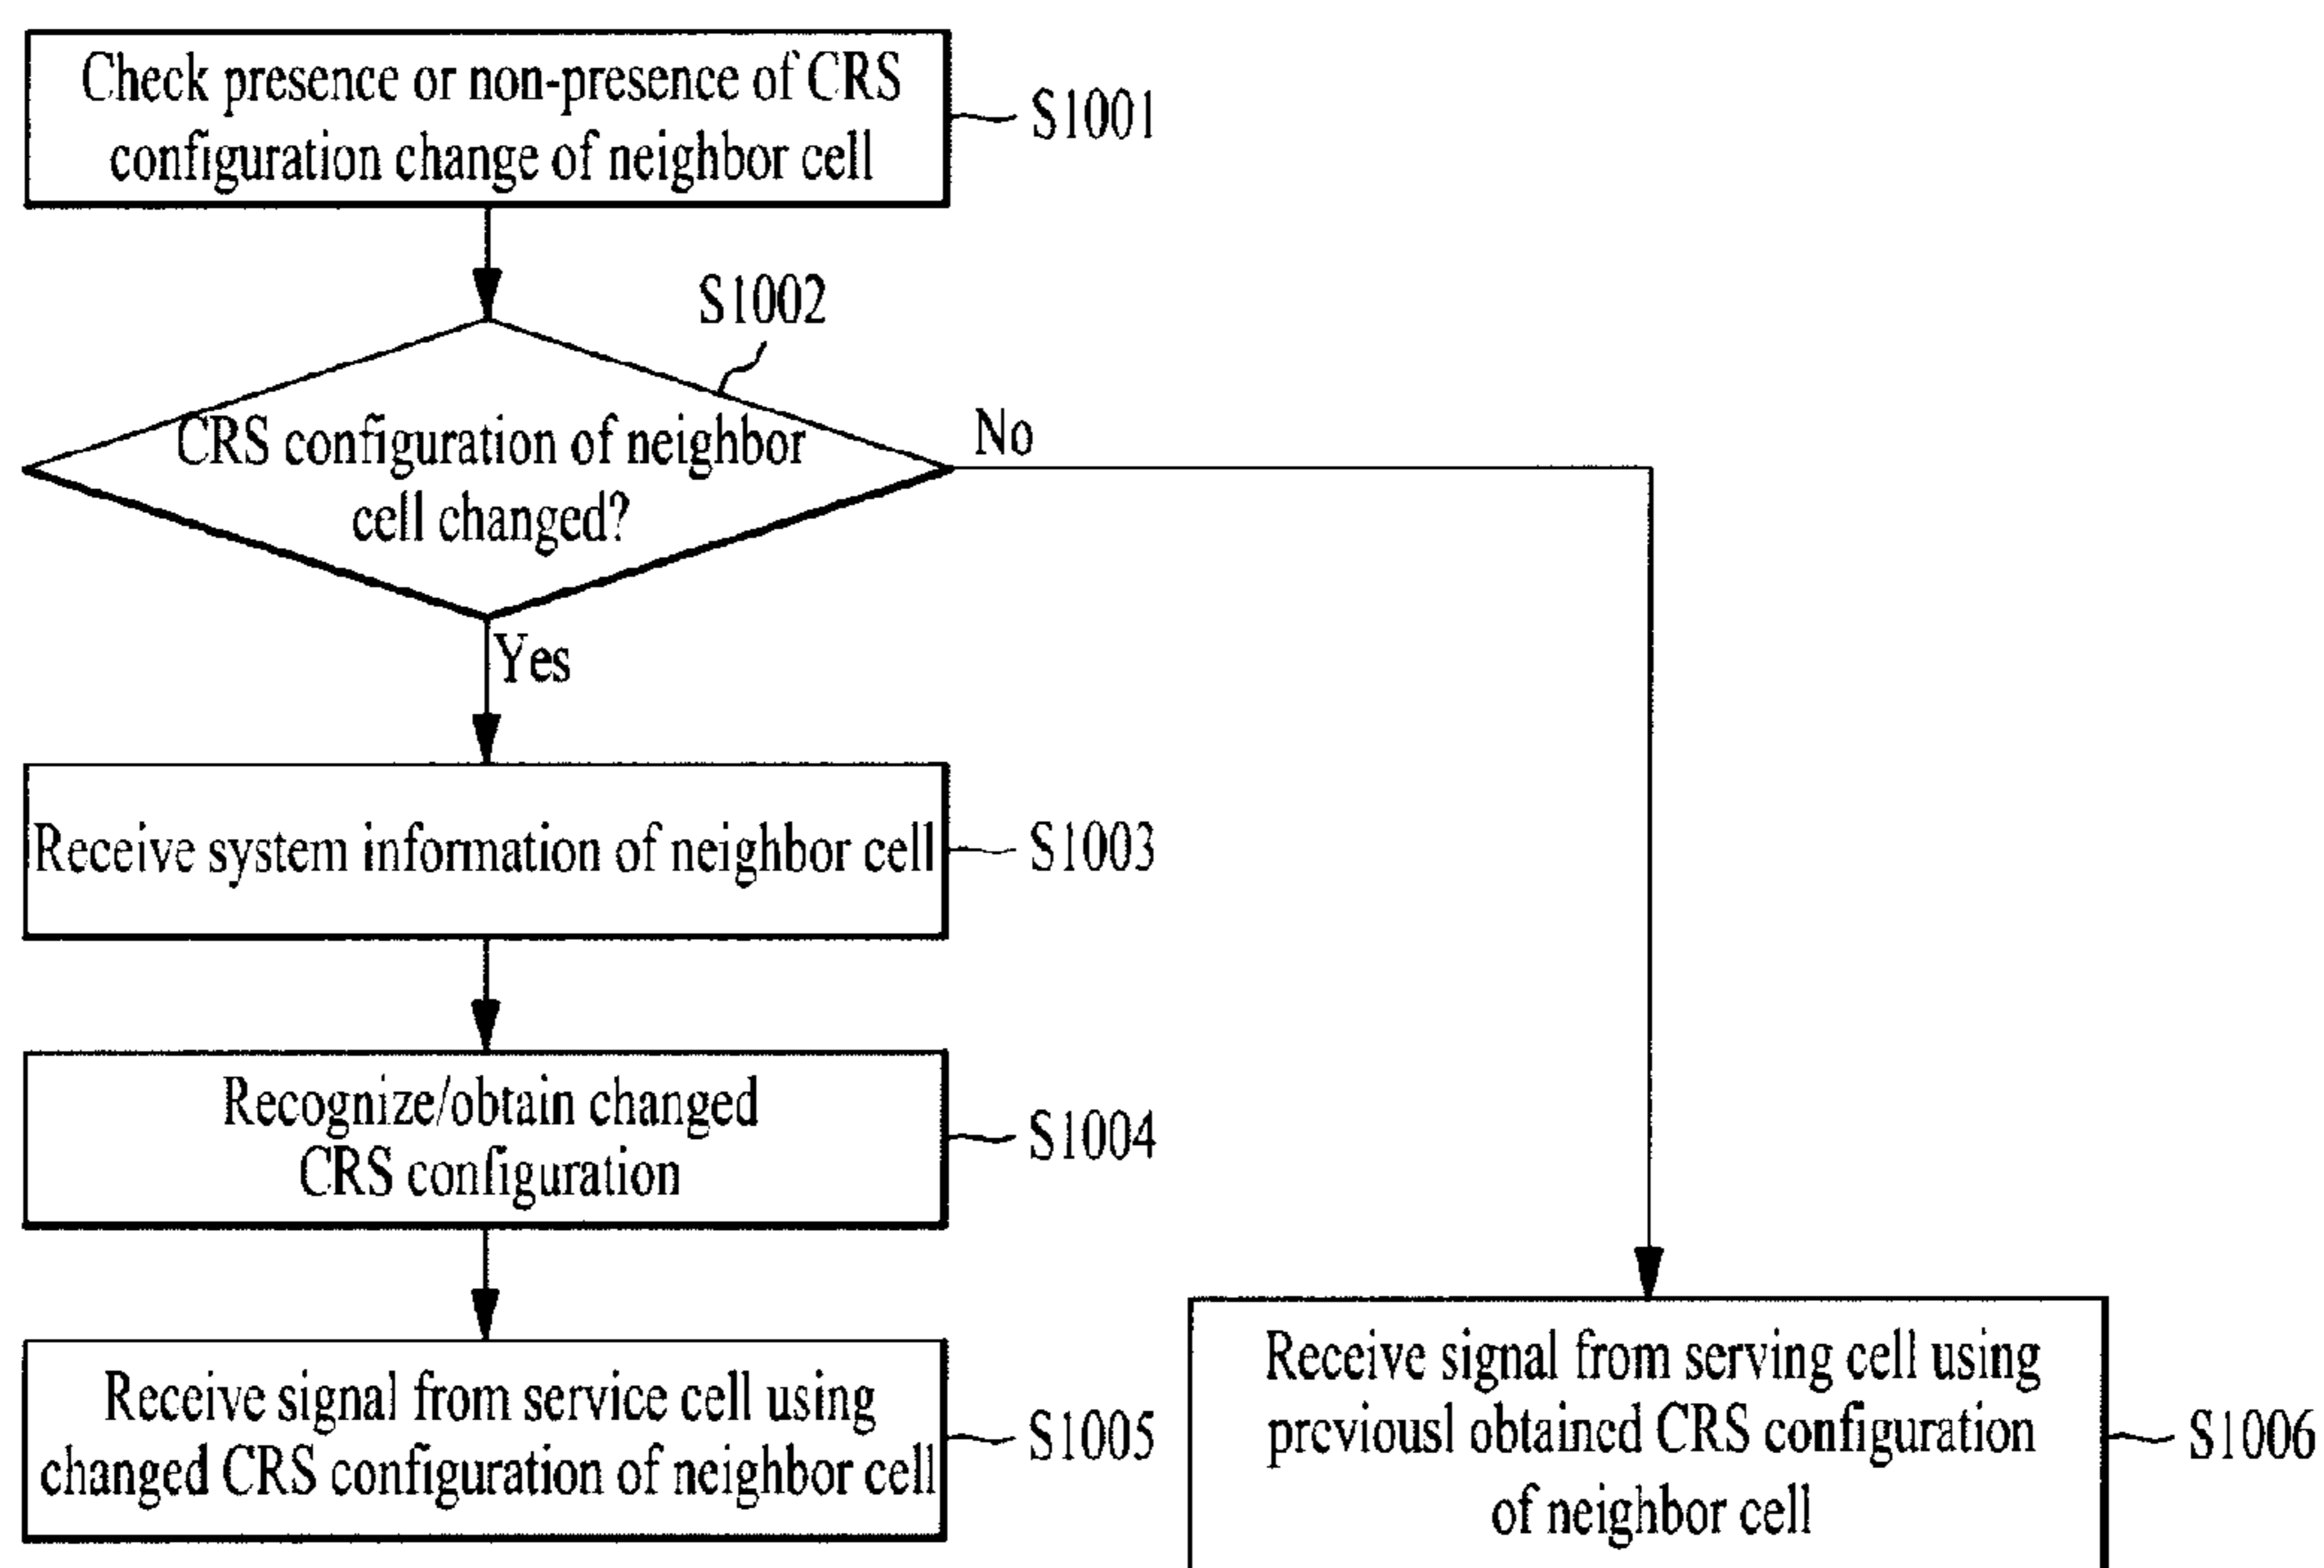 Check presence or non-presence of CRS
configuration change of neighbor cell
S1001
S1002
CRS configuration of neighbor
cell changed?
No
Yes
Receive system information of neighbor cell
S1003
Recognize/obtain changed
CRS configuration
S1004
Receive signal from service cell using
changed CRS configuration of neighbor cell
S1005
Receive signal from serving cell using
previousl obtained CRS configuration
of neighbor cell
S1006